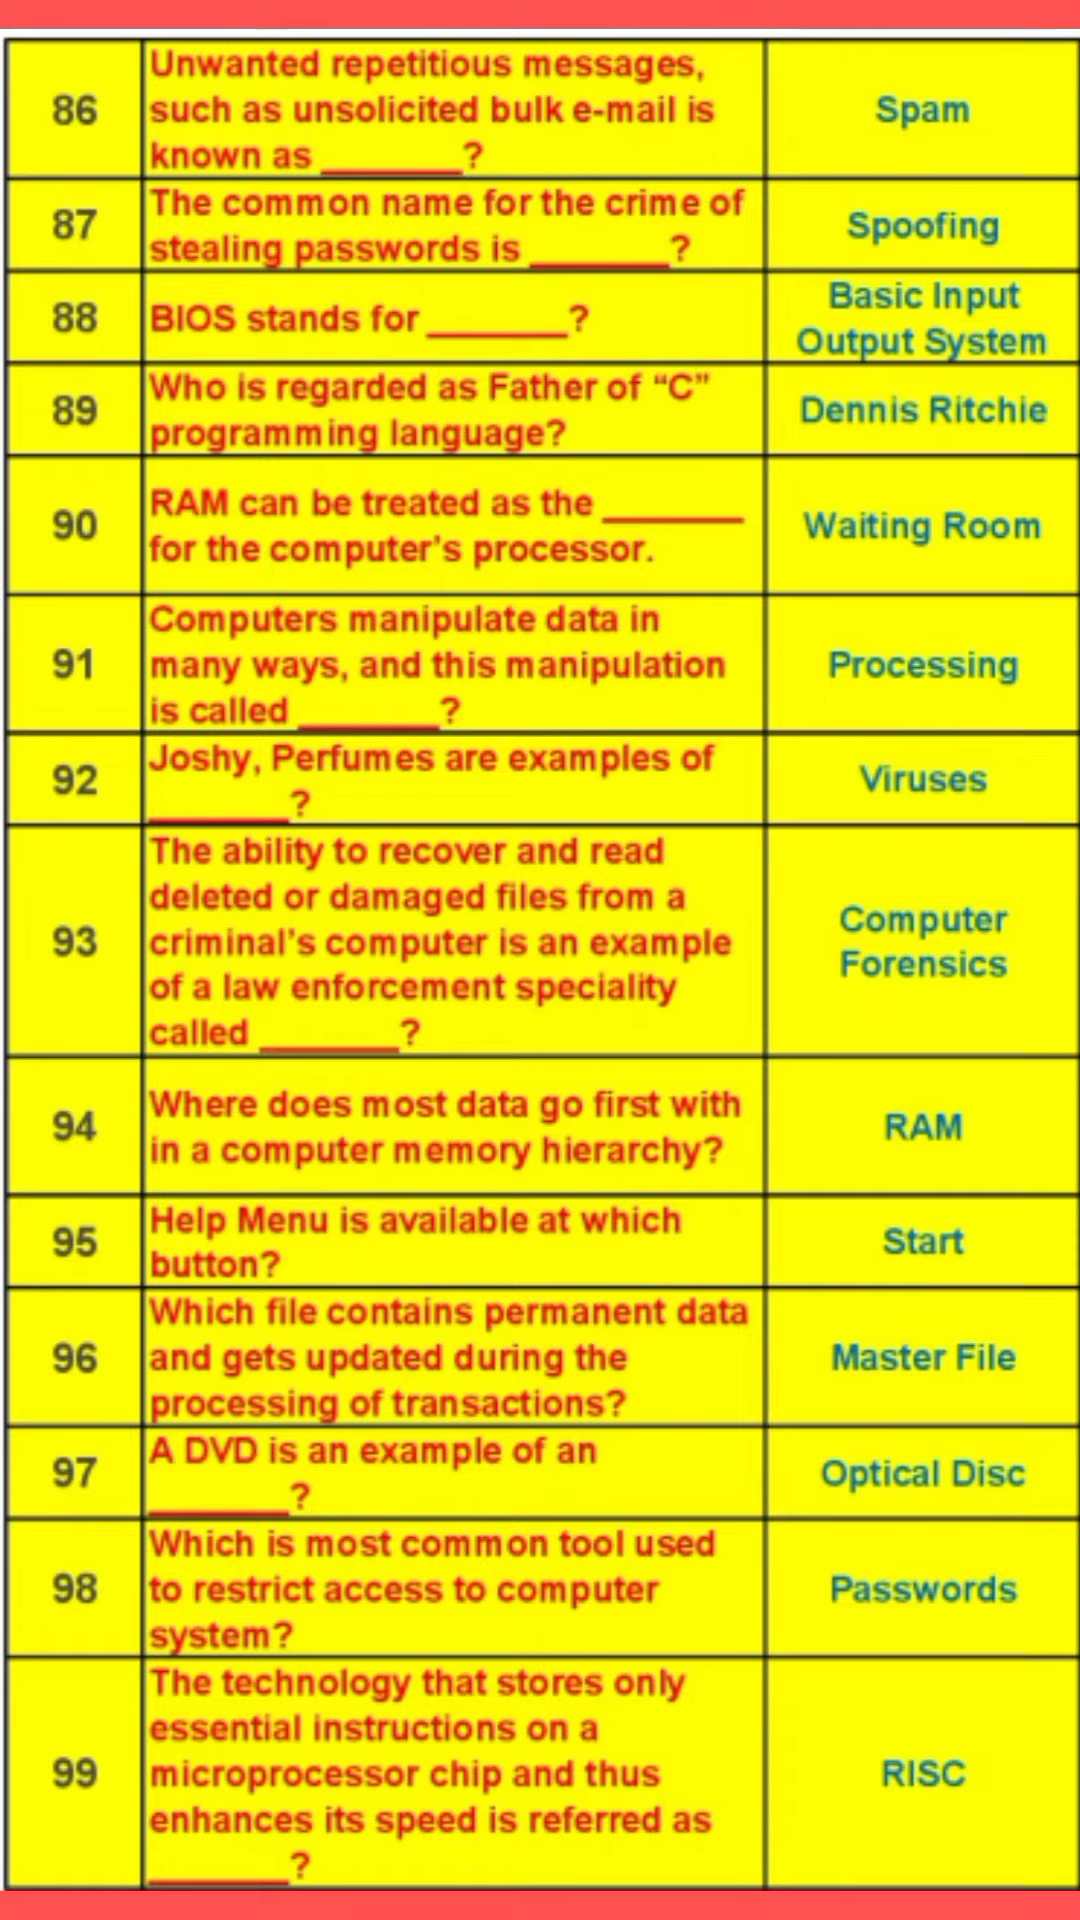 86
Unwanted repetitious messages,
such as unsolicited bulk e-mail is
known as _______?
Spam
87
The common name for the crime of
stealing passwords is _______?
Spoofing
88
BIOS stands for _______?
Basic Input
Output System
89
Who is regarded as Father of “C”
programming language?
Dennis Ritchie
90
RAM can be treated as the _______
for the computer’s processor.
Waiting Room
91
Computers manipulate data in
many ways, and this manipulation
is called _______?
Processing
92
Joshy, Perfumes are examples of
_______?
Viruses
93
The ability to recover and read
deleted or damaged files from a
criminal’s computer is an example
of a law enforcement speciality
called _______?
Computer
Forensics
94
Where does most data go first with
in a computer memory hierarchy?
RAM
95
Help Menu is available at which
button?
Start
96
Which file contains permanent data
and gets updated during the
processing of transactions?
Master File
97
A DVD is an example of an
_______?
Optical Disc
98
Which is most common tool used
to restrict access to computer
system?
Passwords
99
The technology that stores only
essential instructions on a
microprocessor chip and thus
enhances its speed is referred as
_______?
RISC